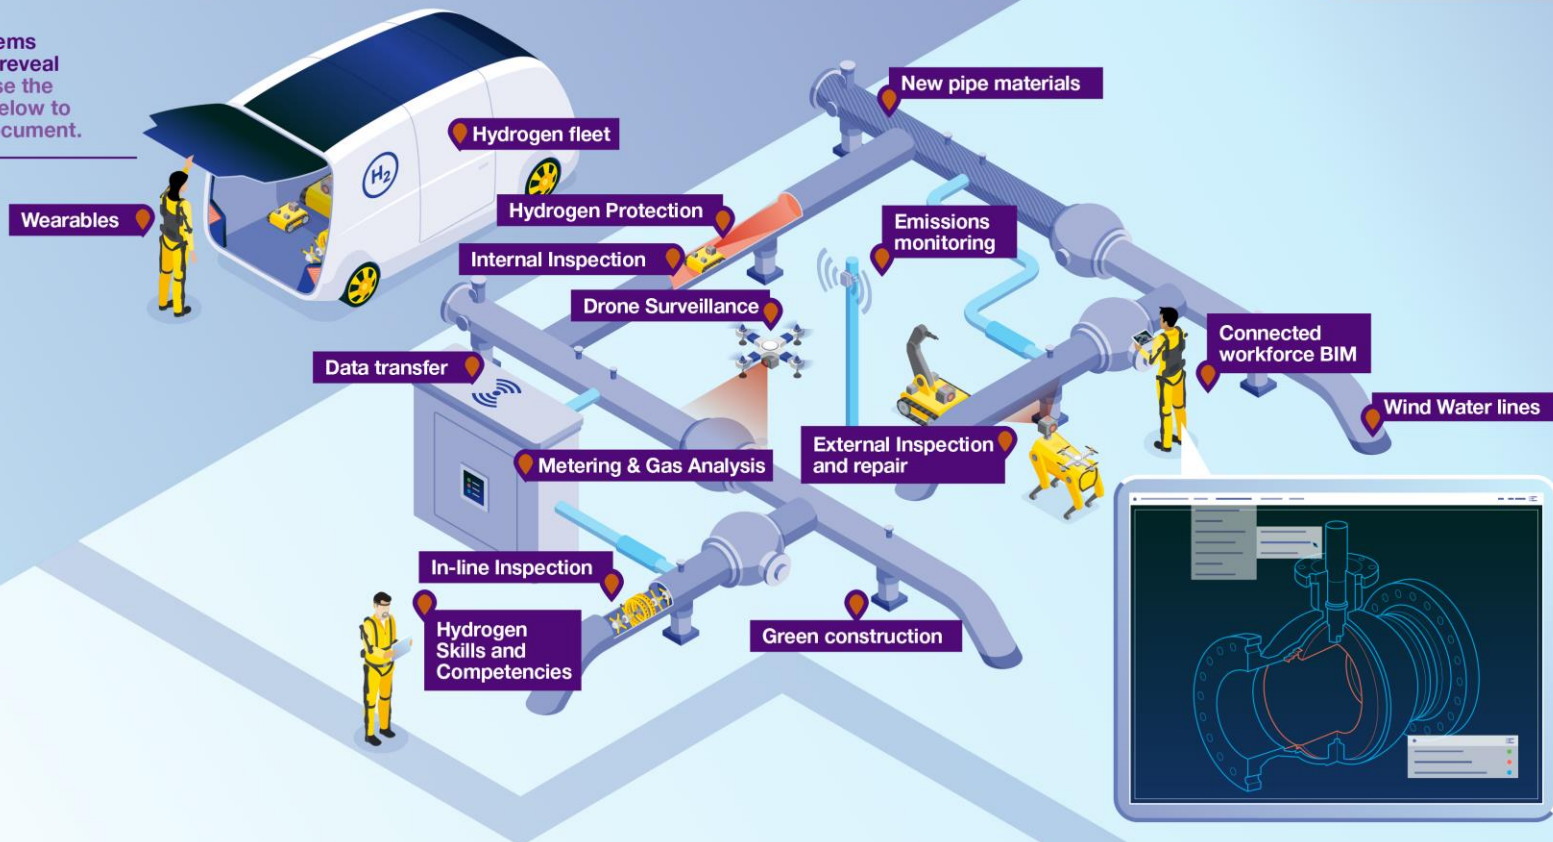 reveal
se the
elow to
New pipe materials
Hydrogen fleet
H2
Wearables
Hydrogen Protection
Emissions
monitoring
Internal Inspection
Drone Surveillance
Connected
workforce BIM
Data transfer
Wind Water lines
External Inspection
and repair
Metering & Gas Analysis
In-line Inspection
Hydrogen
Skills and
Competencies
Green construction